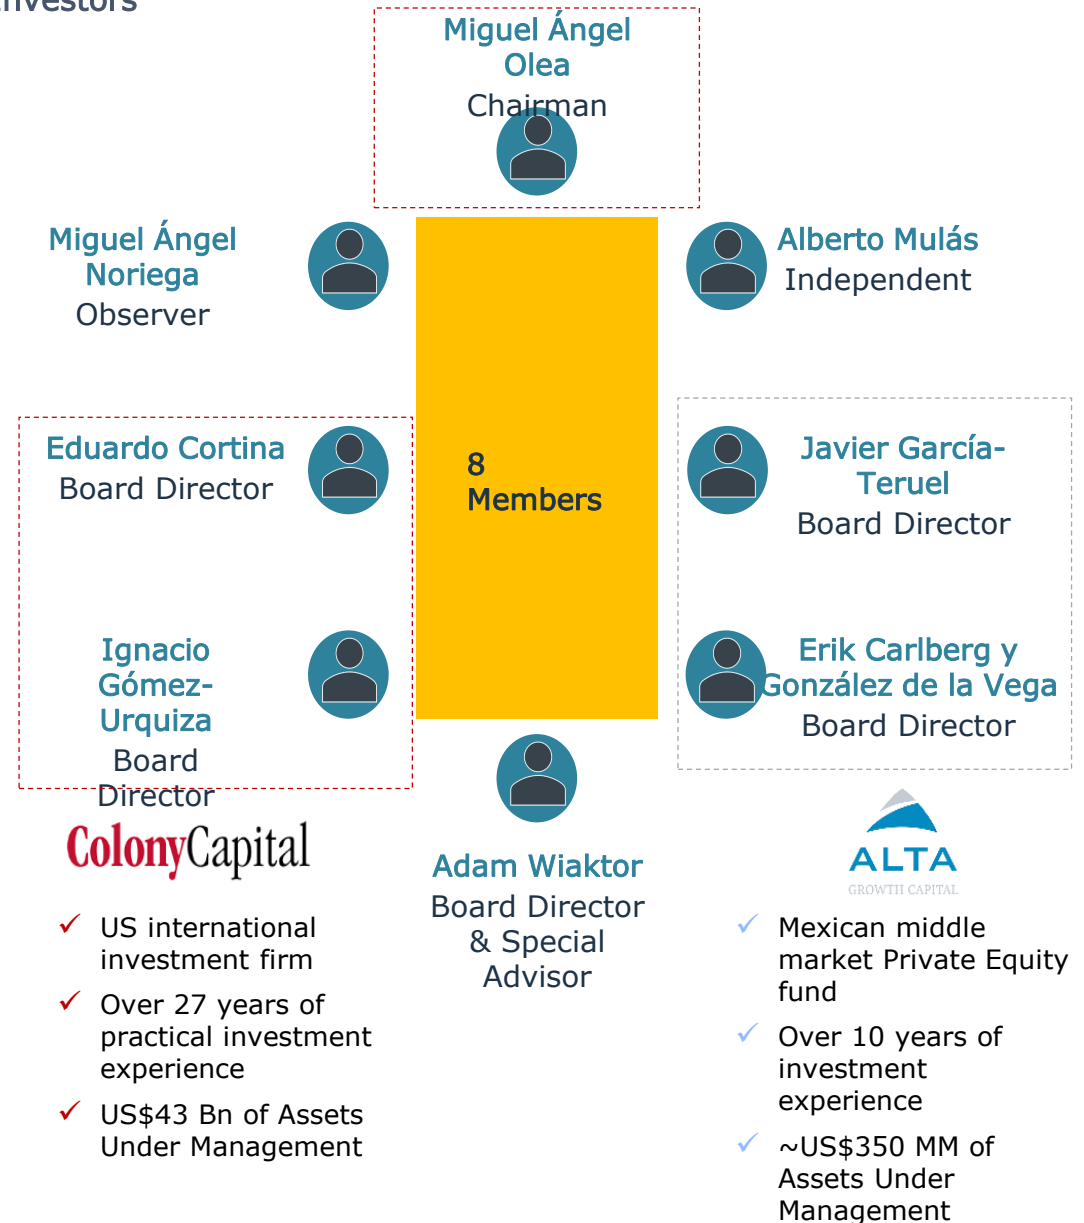 Investors
Miguel Ángel
Olea
Chairman
Miguel Ángel
Noriega
Observer
Alberto Mulás
Independent
Eduardo Cortina
Board Director
8
Members
Javier García-
Teruel
Board Director
Ignacio
Gómez-
Urquiza
Board
Director
Erik Carlberg y
González de la Vega
Board Director
ColonyCapital
Adam Wiaktor
Board Director
& Special
Advisor
ALTA
GROWTH CAPITAL
US international
investment firm
Over 27 years of
practical investment
experience
US$43 Bn of Assets
Under Management
Mexican middle
market Private Equity
fund
Over 10 years of
investment
experience
~US$350 MM of
Assets Under
Management